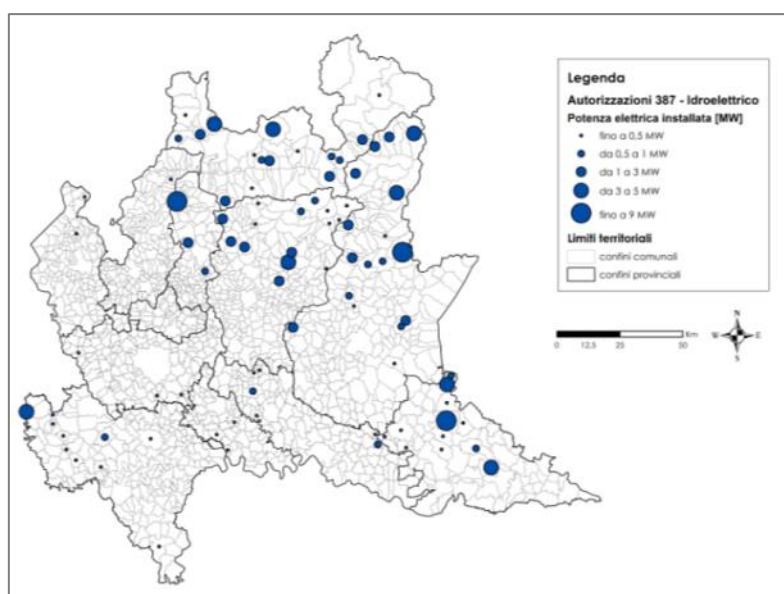 Legenda
Autorizzazioni 387 - Idroelettrico
Potenza elettrica installata [MW]
fino a 0,5 MW
da 0,5 a 1 MW
da 1 a 3 MW
da 3 a 5 MW
fino a 9 MW
Limiti territoriali
confini comunali
confini provinciali
Km
0 12,5 25 50
N
W E
S